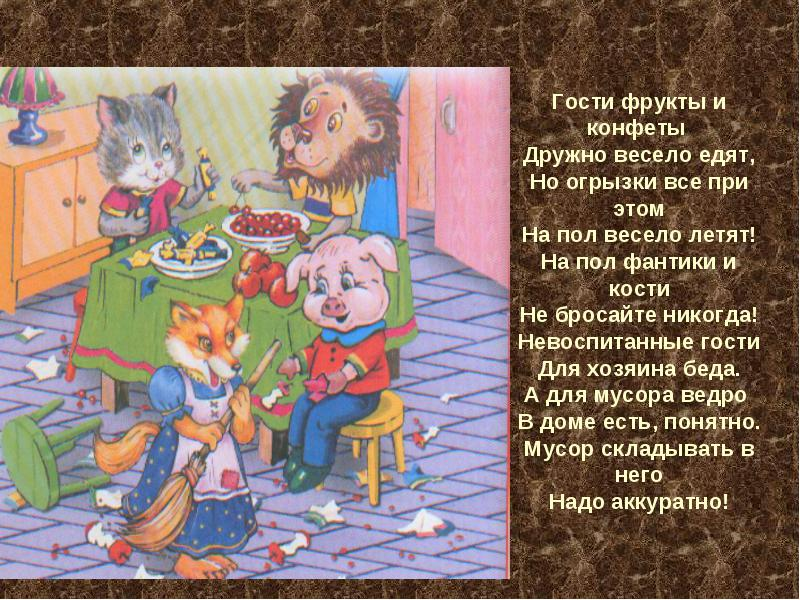 Гости фрукты и
конфеты
Дружно весело едят,
Но огрызки все при
этом
На пол весело летят!
На пол фантики и
кости
Не бросайте никогда!
Невоспитанные гости
Для хозяина беда.
А для мусора ведро
В доме есть, понятно.
Мусор складывать в
него
Надо аккуратно!